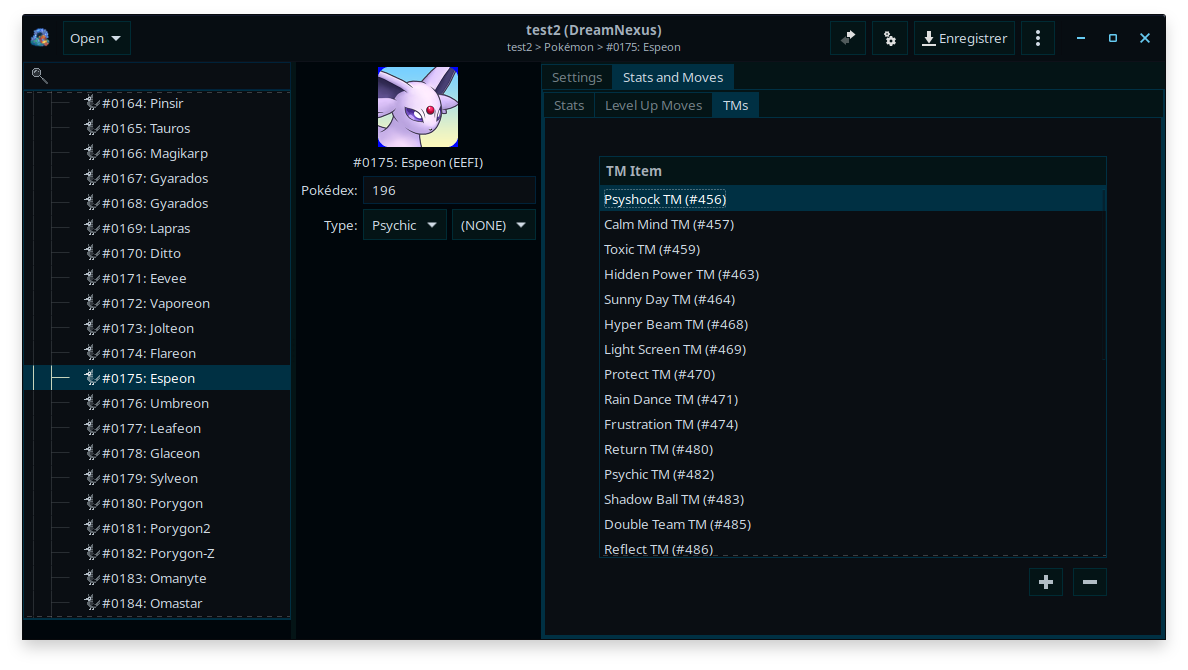 Open
test2 (DreamNexus)
test2 > Pokémon > #0175: Espeon
Enregistrer
#0164: Pinsir
#0165: Tauros
#0166: Magikarp
#0167: Gyarados
#0168: Gyarados
#0169: Lapras
#0170: Ditto
#0171: Eevee
#0172: Vaporeon
#0173: Jolteon
#0174: Flareon
#0175: Espeon
#0176: Umbreon
#0177: Leafeon
#0178: Glaceon
#0179: Sylveon
#0180: Porygon
#0181: Porygon2
#0182: Porygon-Z
#0183: Omanyte
#0184: Omastar
#0175: Espeon (EEFI)
Pokédex: 196
Type: Psychic (NONE)
Settings Stats and Moves
Stats Level Up Moves TMs
TM Item
Psyshock TM (#456)
Calm Mind TM (#457)
Toxic TM (#459)
Hidden Power TM (#463)
Sunny Day TM (#464)
Hyper Beam TM (#468)
Light Screen TM (#469)
Protect TM (#470)
Rain Dance TM (#471)
Frustration TM (#474)
Return TM (#480)
Psychic TM (#482)
Shadow Ball TM (#483)
Double Team TM (#485)
Reflect TM (#486)